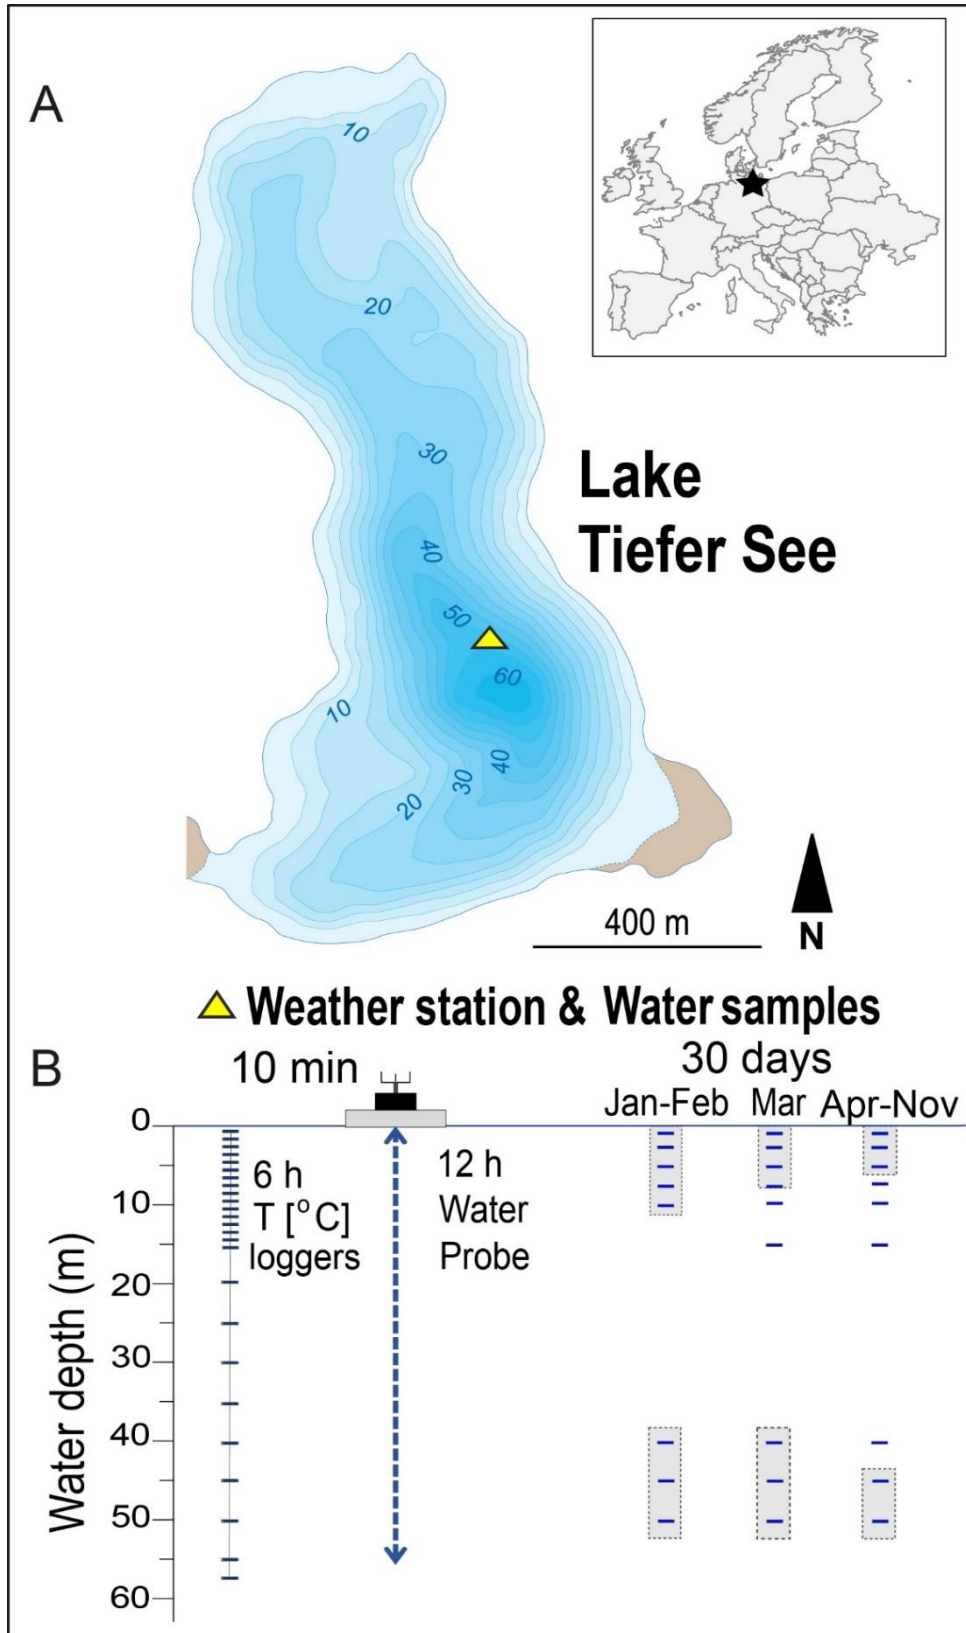 A
10
20
30
40
50
60
10
40
30
20
Lake
Tiefer See
400 m
N
Weather station & Water samples
B
10 min
30 days
Jan-Feb Mar Apr-Nov
0
10
20
30
40
50
60
Water depth (m)
6 h
T [°C]
loggers
12 h
Water
Probe